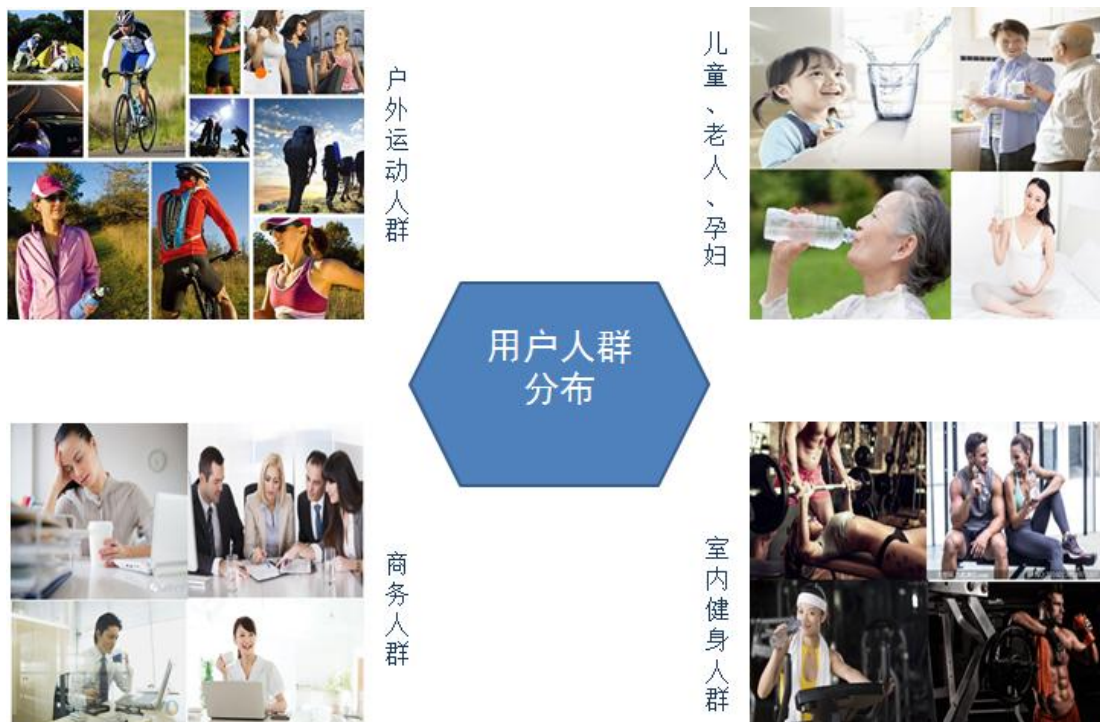 户外运动人群
儿童、老人、孕妇
用户人群
分布
商务人群
室内健身人群